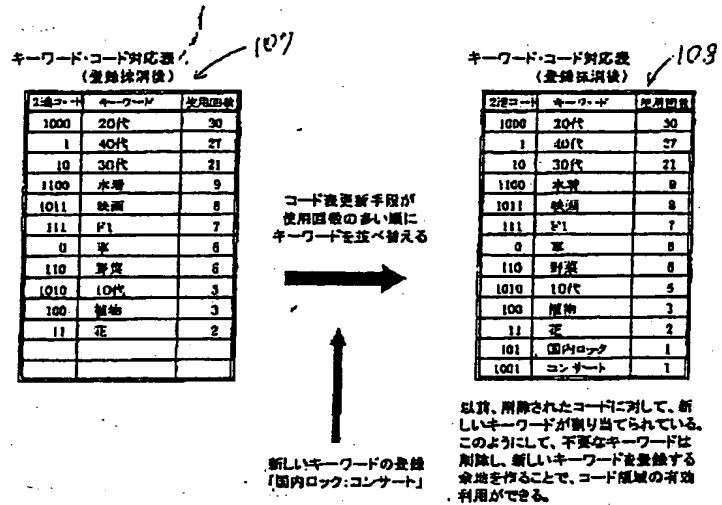 107
キーワード・コード対応表
(登録抹消後)
2進コード キーワード 使用回数
1000 20代 30
1 40代 27
10 30代 21
1100 水着 9
1011 映画 8
111 F1 7
0 車 6
110 野菜 6
1010 10代 5
100 植物 3
11 花 2
コード表更新手段が
使用回数の多い順に
キーワードを並べ替える
新しいキーワードの登録
「国内ロック:コンサート」
108
キーワード・コード対応表
(登録抹消後)
2進コード キーワード 使用回数
1000 20代 30
1 40代 27
10 30代 21
1100 水着 9
1011 映画 8
111 F1 7
0 車 6
110 野菜 6
1010 10代 5
100 植物 3
11 花 2
101 国内ロック 1
1001 コンサート 1
以前、削除されたコードに対して、新
しいキーワードが割り当てられている。
このようにして、不要なキーワードは
削除し、新しいキーワードを登録する
余地を作ることで、コード領域の有効
利用ができる。